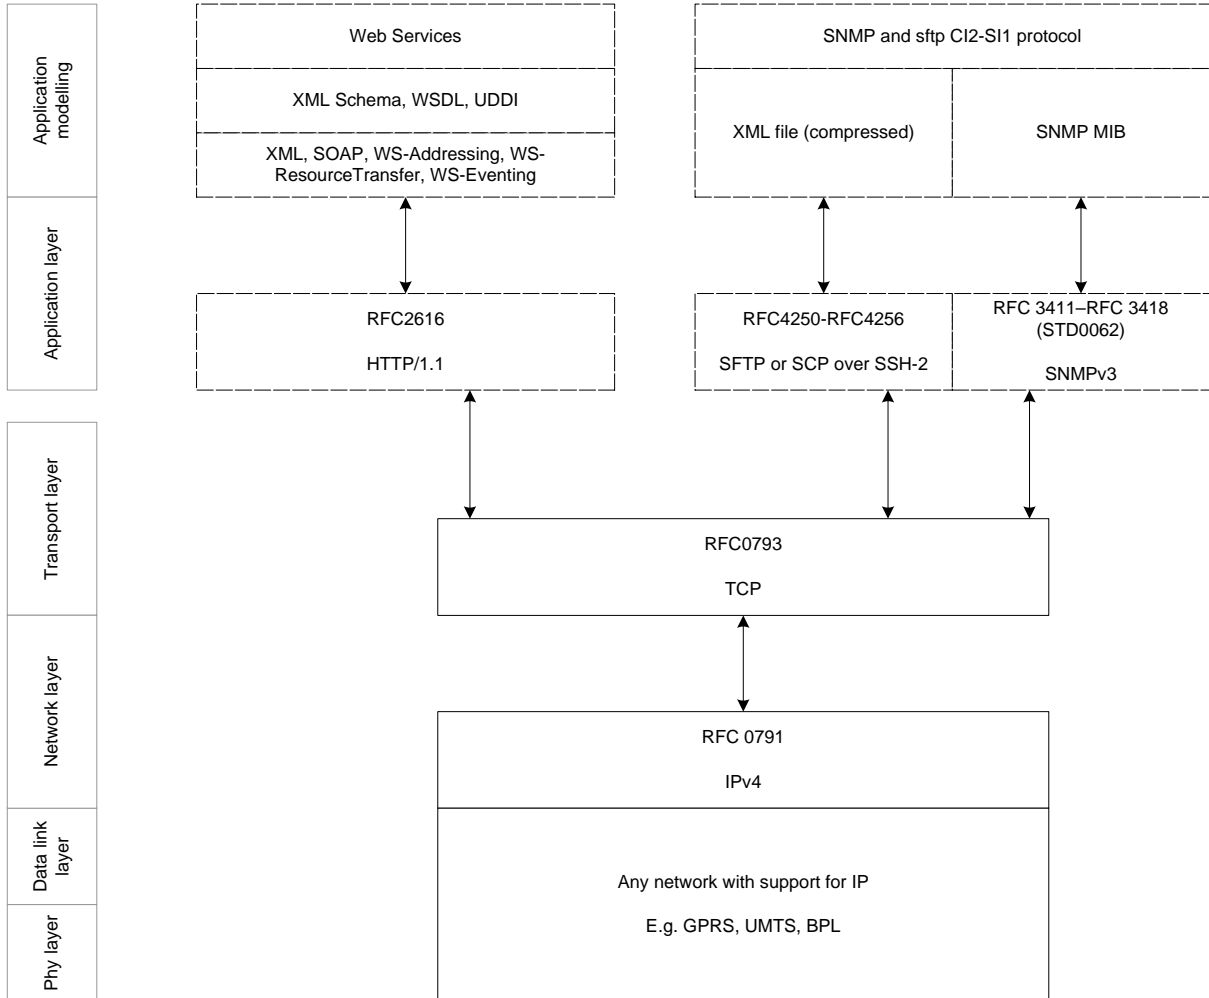 Application
modelling
Web Services
XML Schema, WSDL, UDDI
XML, SOAP, WS-Addressing, WS-
ResourceTransfer, WS-Eventing
SNMP and sftp CI2-SI1 protocol
XML file (compressed)
SNMP MIB
Application layer
RFC2616
HTTP/1.1
RFC4250-RFC4256
SFTP or SCP over SSH-2
RFC 3411–RFC 3418
(STD0062)
SNMPv3
Transport layer
RFC0793
TCP
Network layer
RFC 0791
IPv4
Data link
layer
Any network with support for IP
E.g. GPRS, UMTS, BPL
Phy layer